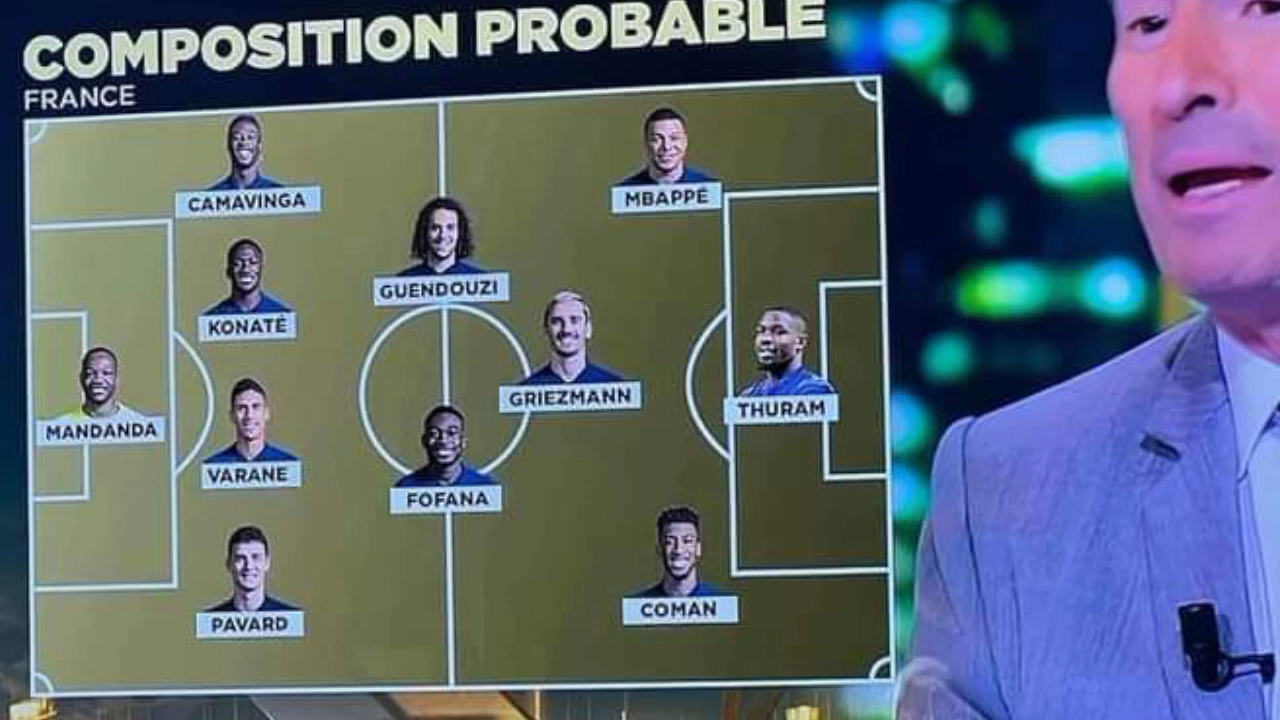 COMPOSITION PROBABLE
FRANCE
CAMAVINGA
MBAPPÉ
GUENDOUZI
KONATÉ
GRIEZMANN
THURAM
MANDANDA
VARANE
FOFANA
COMAN
PAVARD